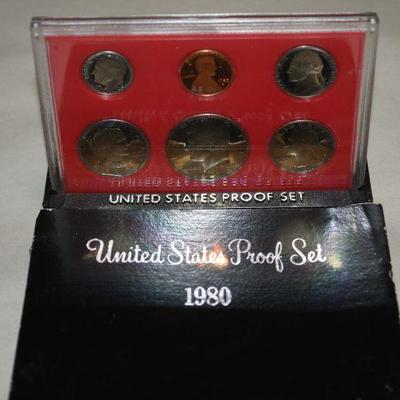 UNITED STATES PROOF SET
United States Proof Set
1980